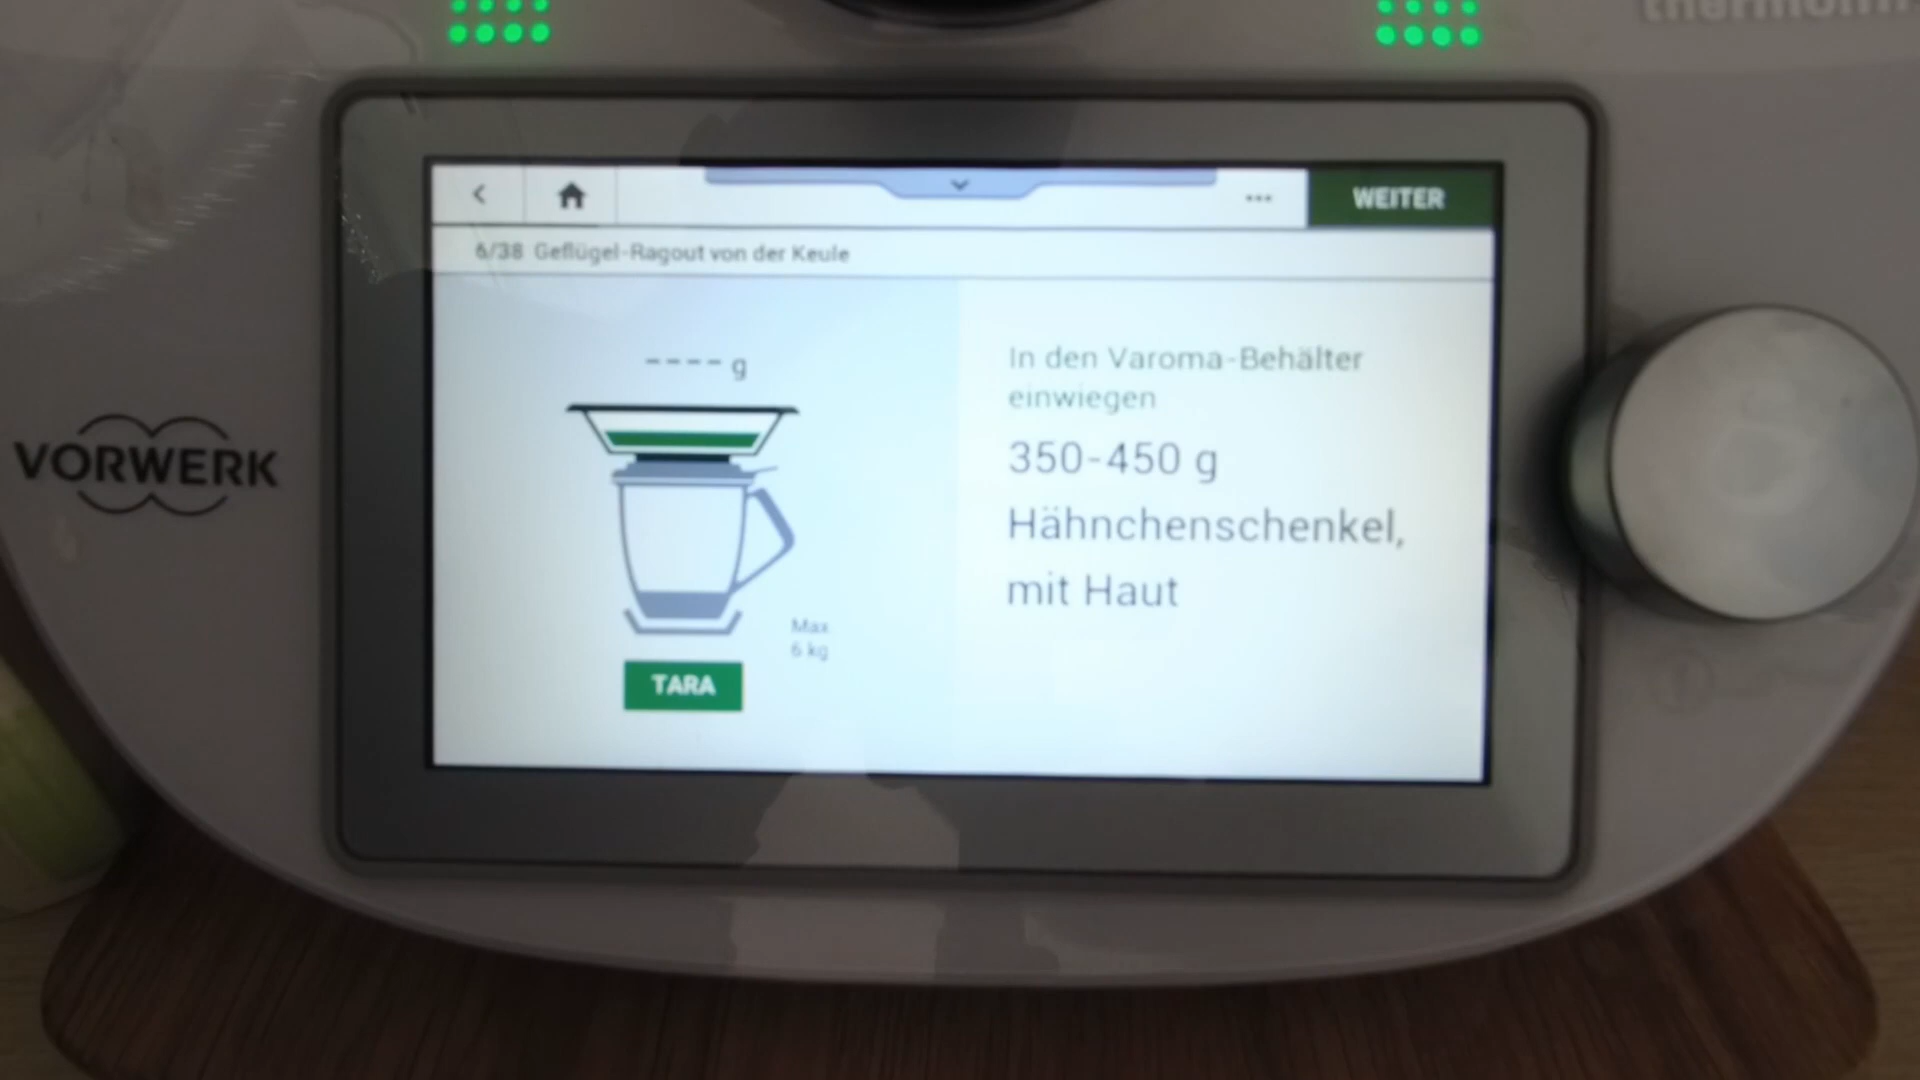 thermomix
WEITER
6/38 Geflügel-Ragout von der Keule
---- g
In den Varoma-Behälter
einwiegen
350-450 g
Hähnchenschenkel,
mit Haut
VORWERK
Max
6 kg
TARA